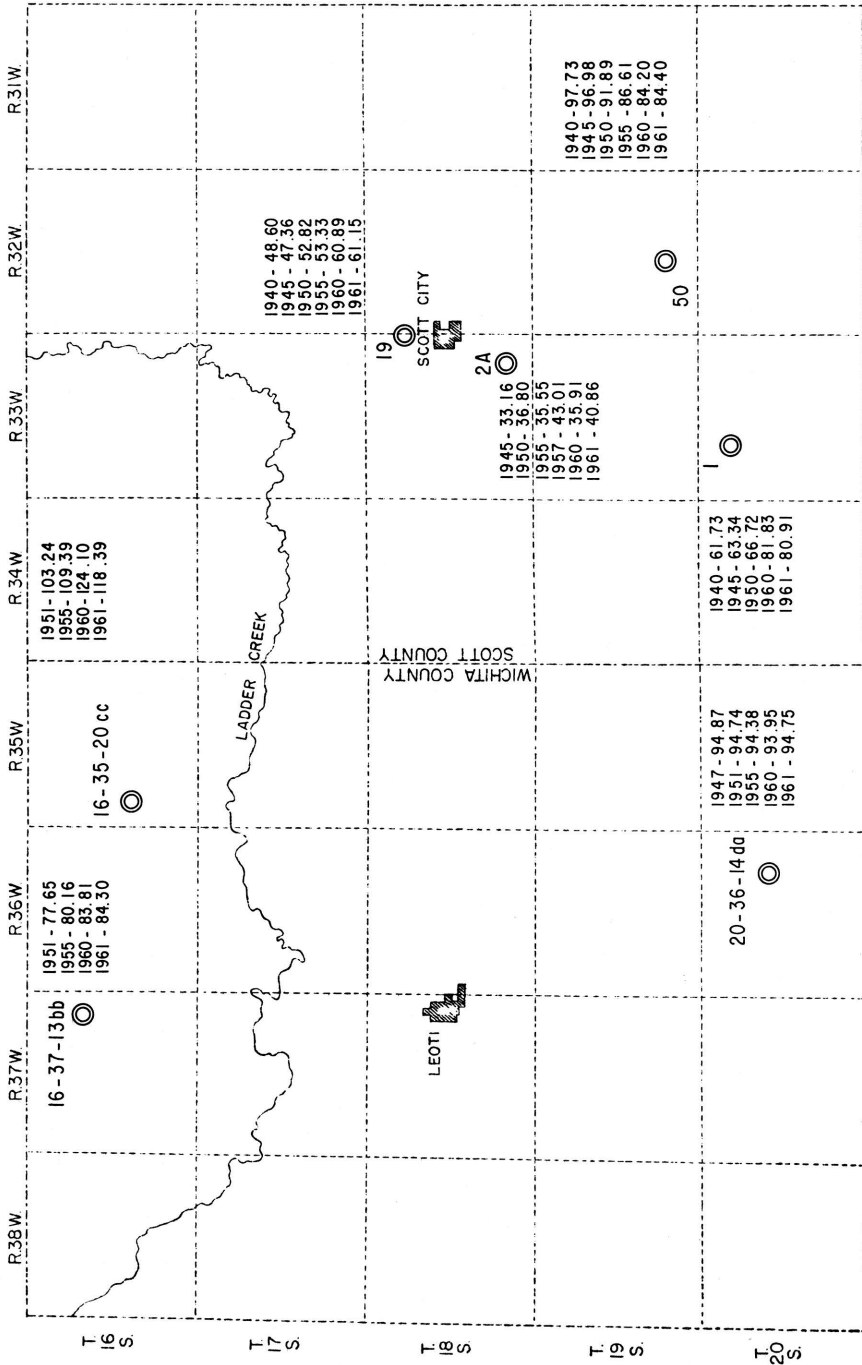 R.38W.
R.37W.
R.36W.
R.35W
R.34W.
R.33W.
R.32W.
R.31W.
T. 16 S.
T. 17 S.
T. 18 S.
T. 19 S.
T. 20 S.
16-37-13bb
1951-77.65
1955-80.16
1960-83.81
1961-84.30
16-35-20 cc
1951-103.24
1955-109.39
1960-124.10
1961-118.39
LADDER CREEK
1940-48.60
1945-47.36
1950-52.82
1955-53.33
1960-60.89
1961-61.15
19
SCOTT CITY
2A
1945-33.16
1950-36.80
1955-35.55
1957-43.01
1960-35.91
1961-40.86
LEOTI
WICHITA COUNTY
SCOTT COUNTY
1940-97.73
1945-96.98
1950-91.89
1955-86.61
1960-84.20
1961-84.40
50
20-36-14da
1947-94.87
1951-94.74
1955-94.38
1960-93.95
1961-94.75
1940-61.73
1945-63.34
1950-66.72
1960-81.83
1961-80.91
1